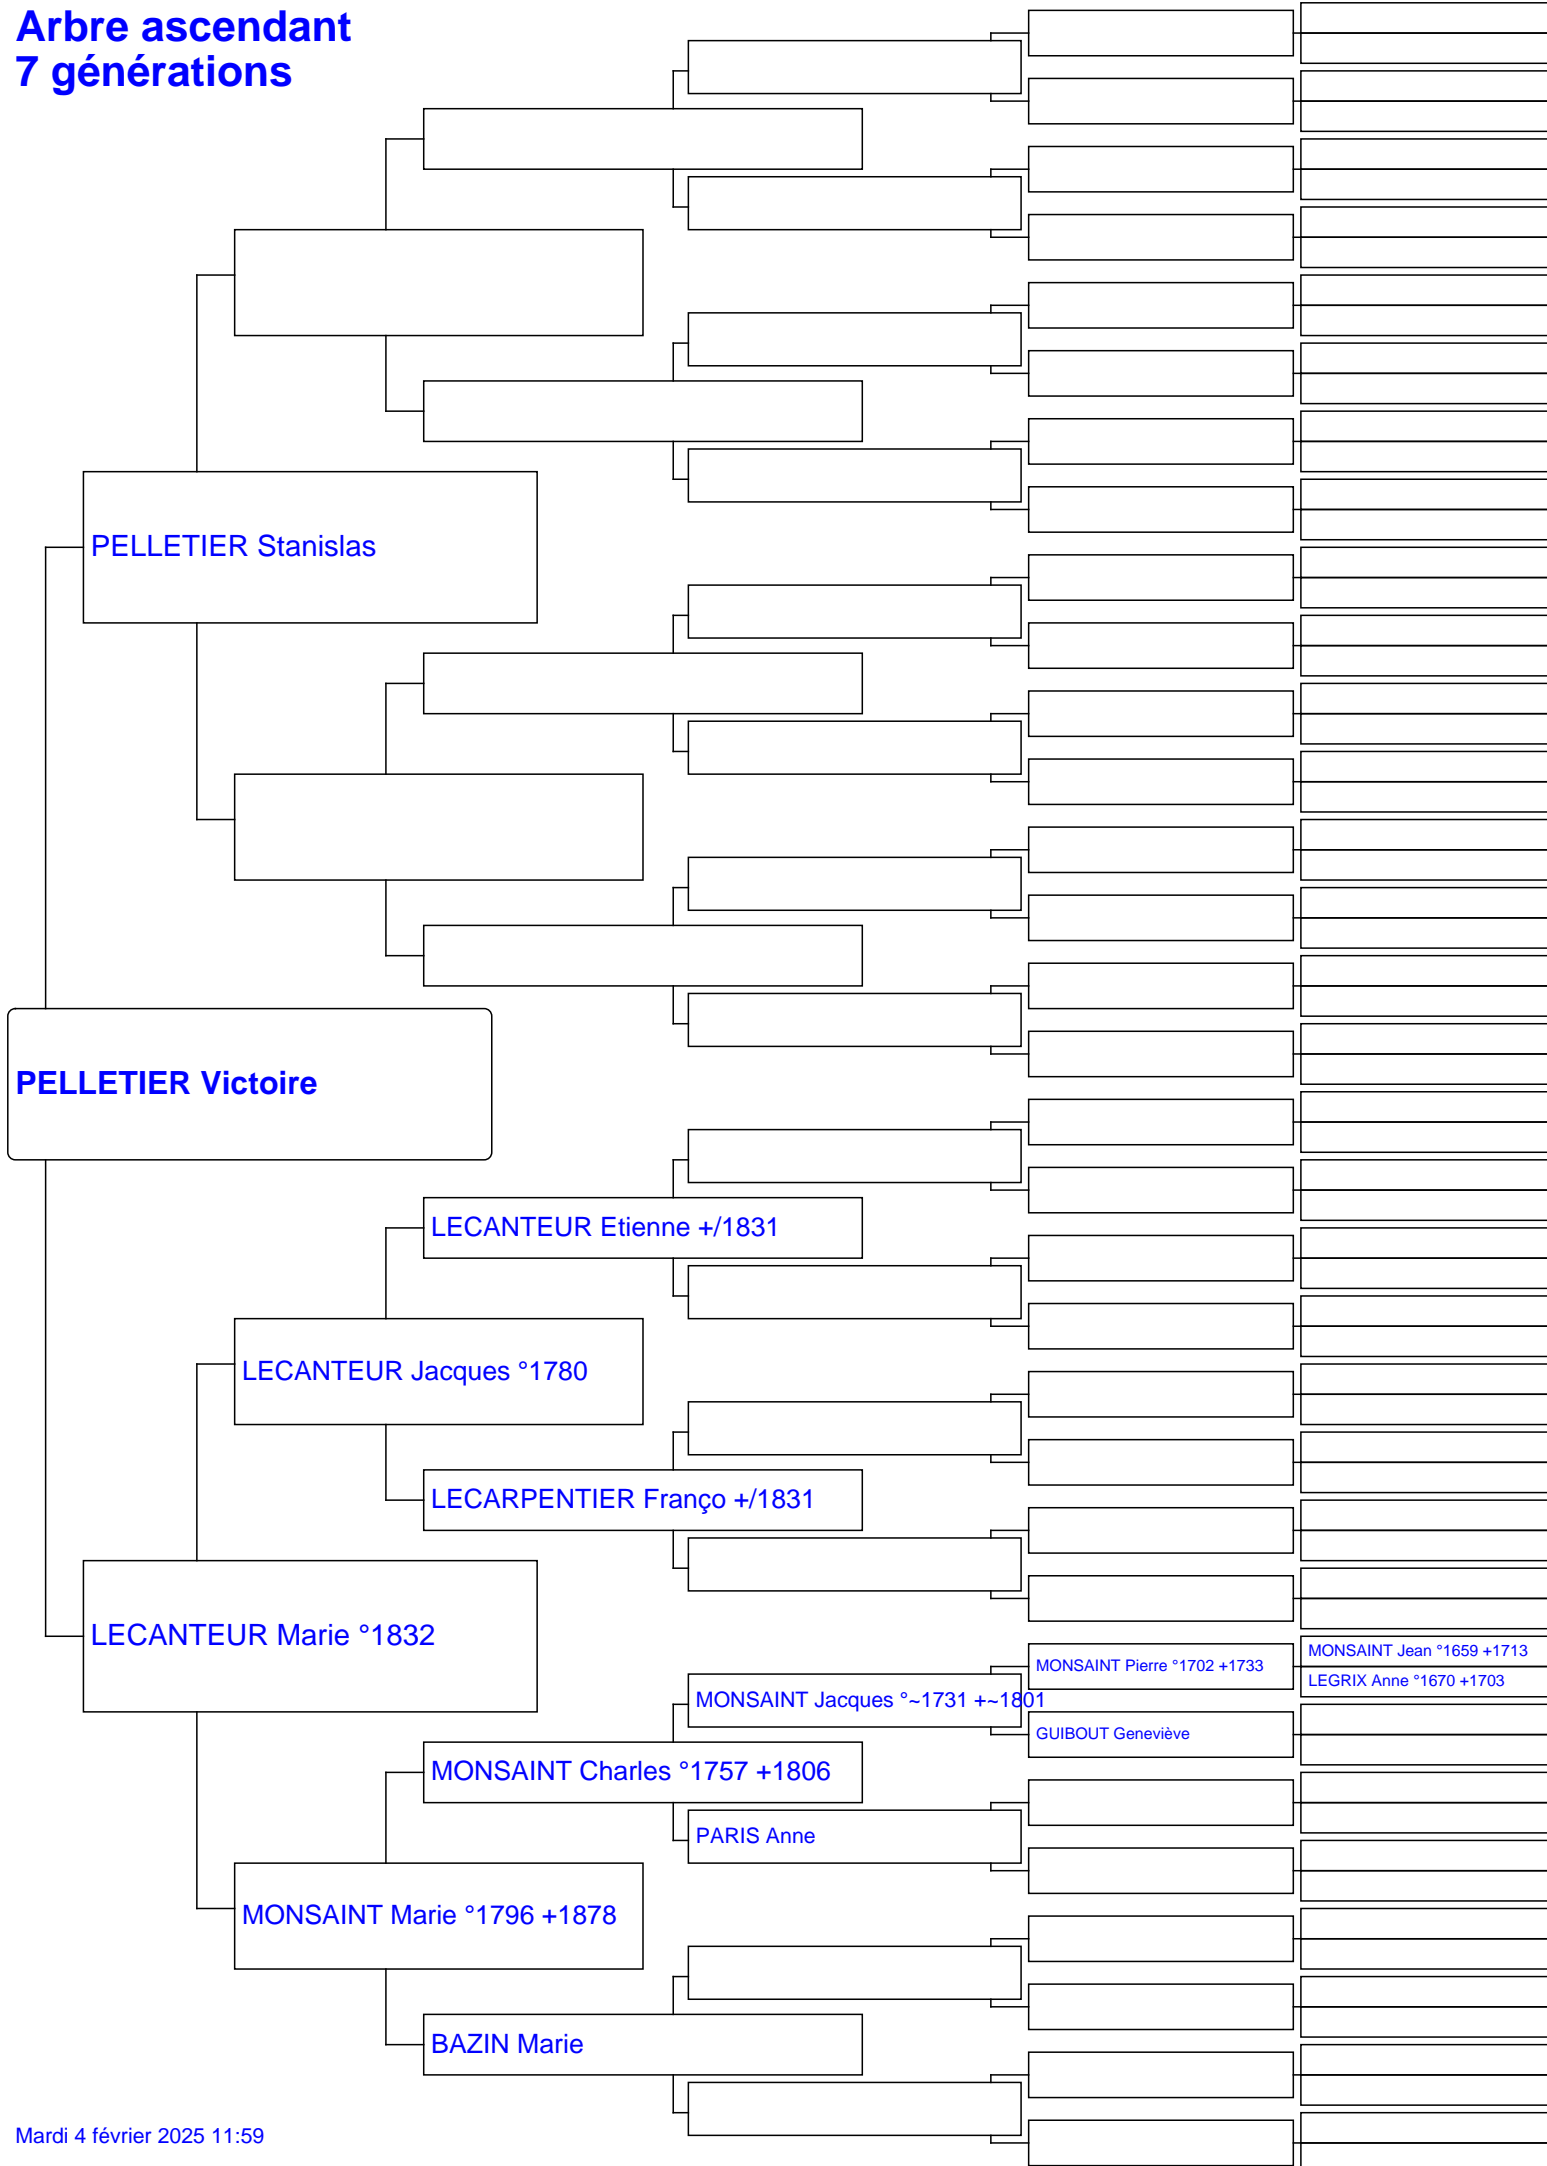 Arbre ascendant
7 générations
PELLETIER Stanislas
PELLETIER Victoire
LECANTEUR Etienne +/1831
LECANTEUR Jacques °1780
LECARPENTIER Franço +/1831
LECANTEUR Marie °1832
MONSAINT Jean °1659 +1713
MONSAINT Pierre °1702 +1733
LEGRIX Anne °1670 +1703
MONSAINT Jacques °~1731 +~1801
GUIBOUT Geneviève
MONSAINT Charles °1757 +1806
PARIS Anne
MONSAINT Marie °1796 +1878
BAZIN Marie
Mardi 4 février 2025 11:59